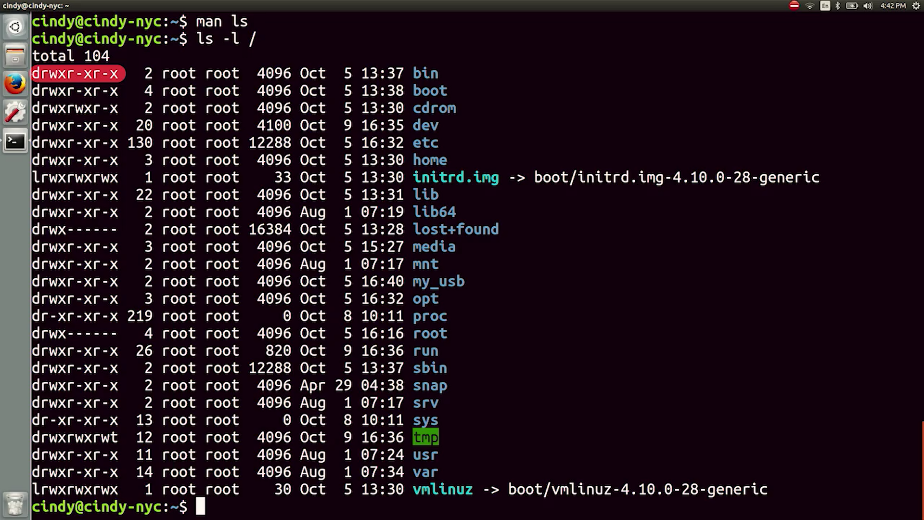 4:42 PM
En
cindy@cindy-nyc:~$ man ls
cindy@cindy-nyc:~$ ls -l /
total 104
drwxr-xr-x   2 root root  4096 Oct  5 13:37 bin
drwxr-xr-x   4 root root  4096 Oct  5 13:38 boot
drwxrwxr-x   2 root root  4096 Oct  5 13:30 cdrom
drwxr-xr-x  20 root root  4100 Oct  9 16:35 dev
drwxr-xr-x 130 root root 12288 Oct  5 16:32 etc
drwxr-xr-x   3 root root  4096 Oct  5 13:30 home
lrwxrwxrwx   1 root root    33 Oct  5 13:30 initrd.img -> boot/initrd.img-4.10.0-28-generic
drwxr-xr-x  22 root root  4096 Oct  5 13:31 lib
drwxr-xr-x   2 root root  4096 Aug  1 07:19 lib64
drwx------   2 root root 16384 Oct  5 13:28 lost+found
drwxr-xr-x   3 root root  4096 Oct  5 15:27 media
drwxr-xr-x   2 root root  4096 Aug  1 07:17 mnt
drwxr-xr-x   2 root root  4096 Oct  5 16:40 my_usb
drwxr-xr-x   3 root root  4096 Oct  5 16:32 opt
dr-xr-xr-x 219 root root     0 Oct  8 10:11 proc
drwx------   4 root root  4096 Oct  5 16:16 root
drwxr-xr-x  26 root root   820 Oct  9 16:36 run
drwxr-xr-x   2 root root 12288 Oct  5 13:37 sbin
drwxr-xr-x   2 root root  4096 Apr 29 04:38 snap
drwxr-xr-x   2 root root  4096 Aug  1 07:17 srv
dr-xr-xr-x  13 root root     0 Oct  8 10:11 sys
drwxrwxrwt  12 root root  4096 Oct  9 16:36 tmp
drwxr-xr-x  11 root root  4096 Aug  1 07:24 usr
drwxr-xr-x  14 root root  4096 Aug  1 07:34 var
lrwxrwxrwx   1 root root    30 Oct  5 13:30 vmlinuz -> boot/vmlinuz-4.10.0-28-generic
cindy@cindy-nyc:~$